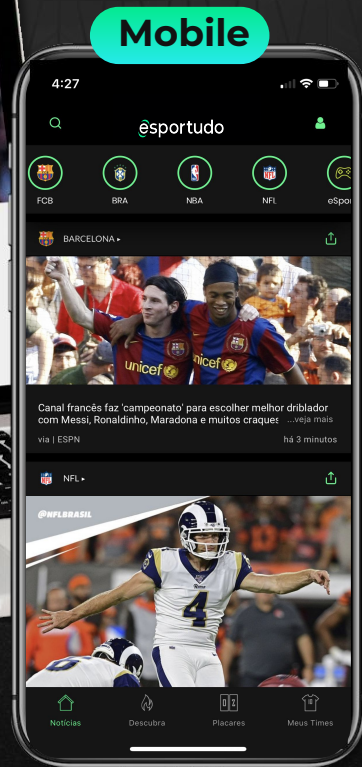 Mobile
4:27
esportudo
FCB
BRA
NBA
NFL
eSpor
BARCELONA ▸
unicef
unicef
Canal francês faz 'campeonato' para escolher melhor driblador
com Messi, Ronaldinho, Maradona e muitos craques ...veja mais
via | ESPN
há 3 minutos
NFL ▸
@NFLBRASIL
4
Notícias
Descubra
Placares
Meus Times